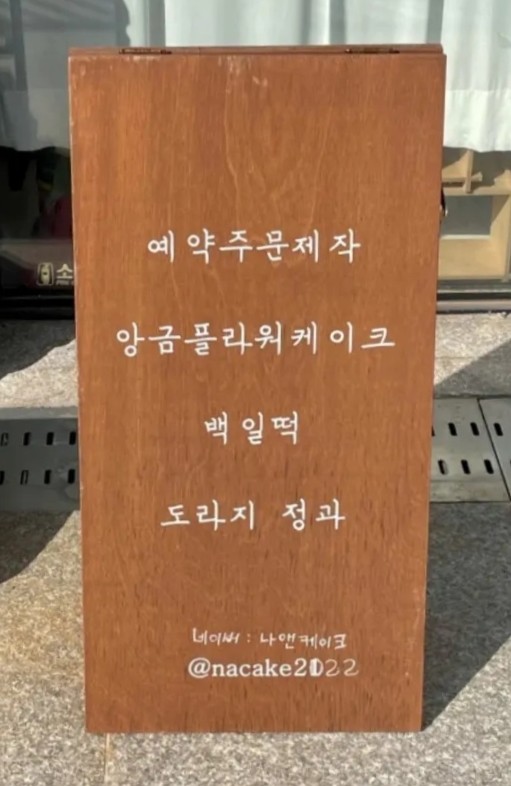 예약주문제작
앙금플라워케이크
백일떡
도라지 정과
네이버 : 나앤케이크
@nacake2022
소